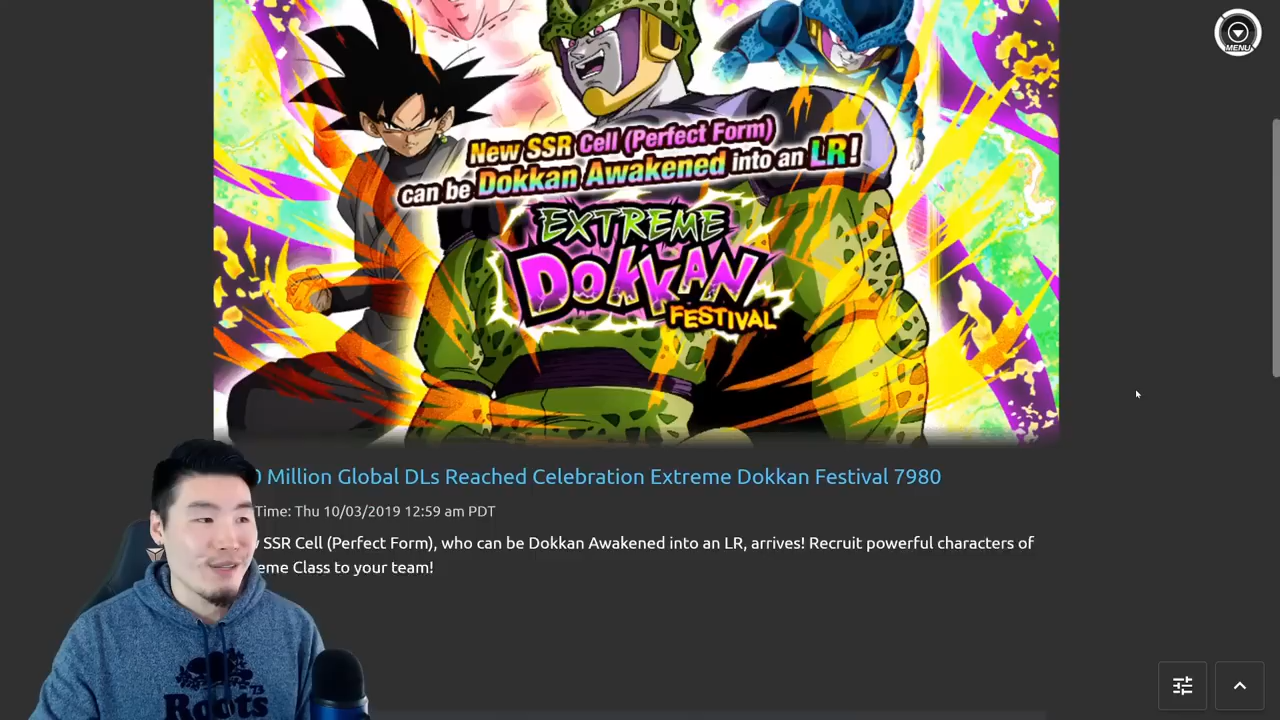 MENU
New SSR Cell (Perfect Form)
can be Dokkan Awakened into an LR!
EXTREME
DOKKAN
FESTIVAL
0 Million Global DLs Reached Celebration Extreme Dokkan Festival 7980
Time: Thu 10/03/2019 12:59 am PDT
SSR Cell (Perfect Form), who can be Dokkan Awakened into an LR, arrives! Recruit powerful characters of
eme Class to your team!
Roots
73